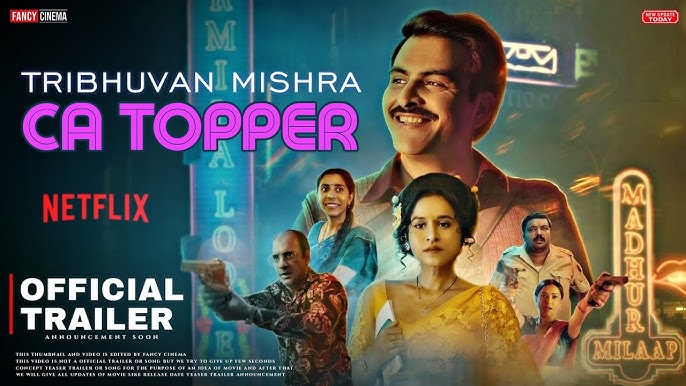 FANCY CINEMA
NEW UPDATE
TODAY
TRIBHUVAN MISHRA
CA TOPPER
NETFLIX
OFFICIAL
TRAILER
ANNOUNCEMENT SOON
MADHUR
MILAAP
THIS THUMBNAIL AND VIDEO IS EDITED BY FANCY CINEMA
THIS VIDEO IS NOT A OFFICIAL TRAILER OR SONG BUT WE TRY TO GIVE UP FEW SECONDS
CONCEPT TEASER TRAILER OR SONG FOR THE PURPOSE OF AN IDEA OF MOVIE AND AFTER THAT
WE WILL GIVE ALL UPDATES OF MOVIE LIKE RELEASE DATE TEASER TRAILER ANNOUNCEMENT